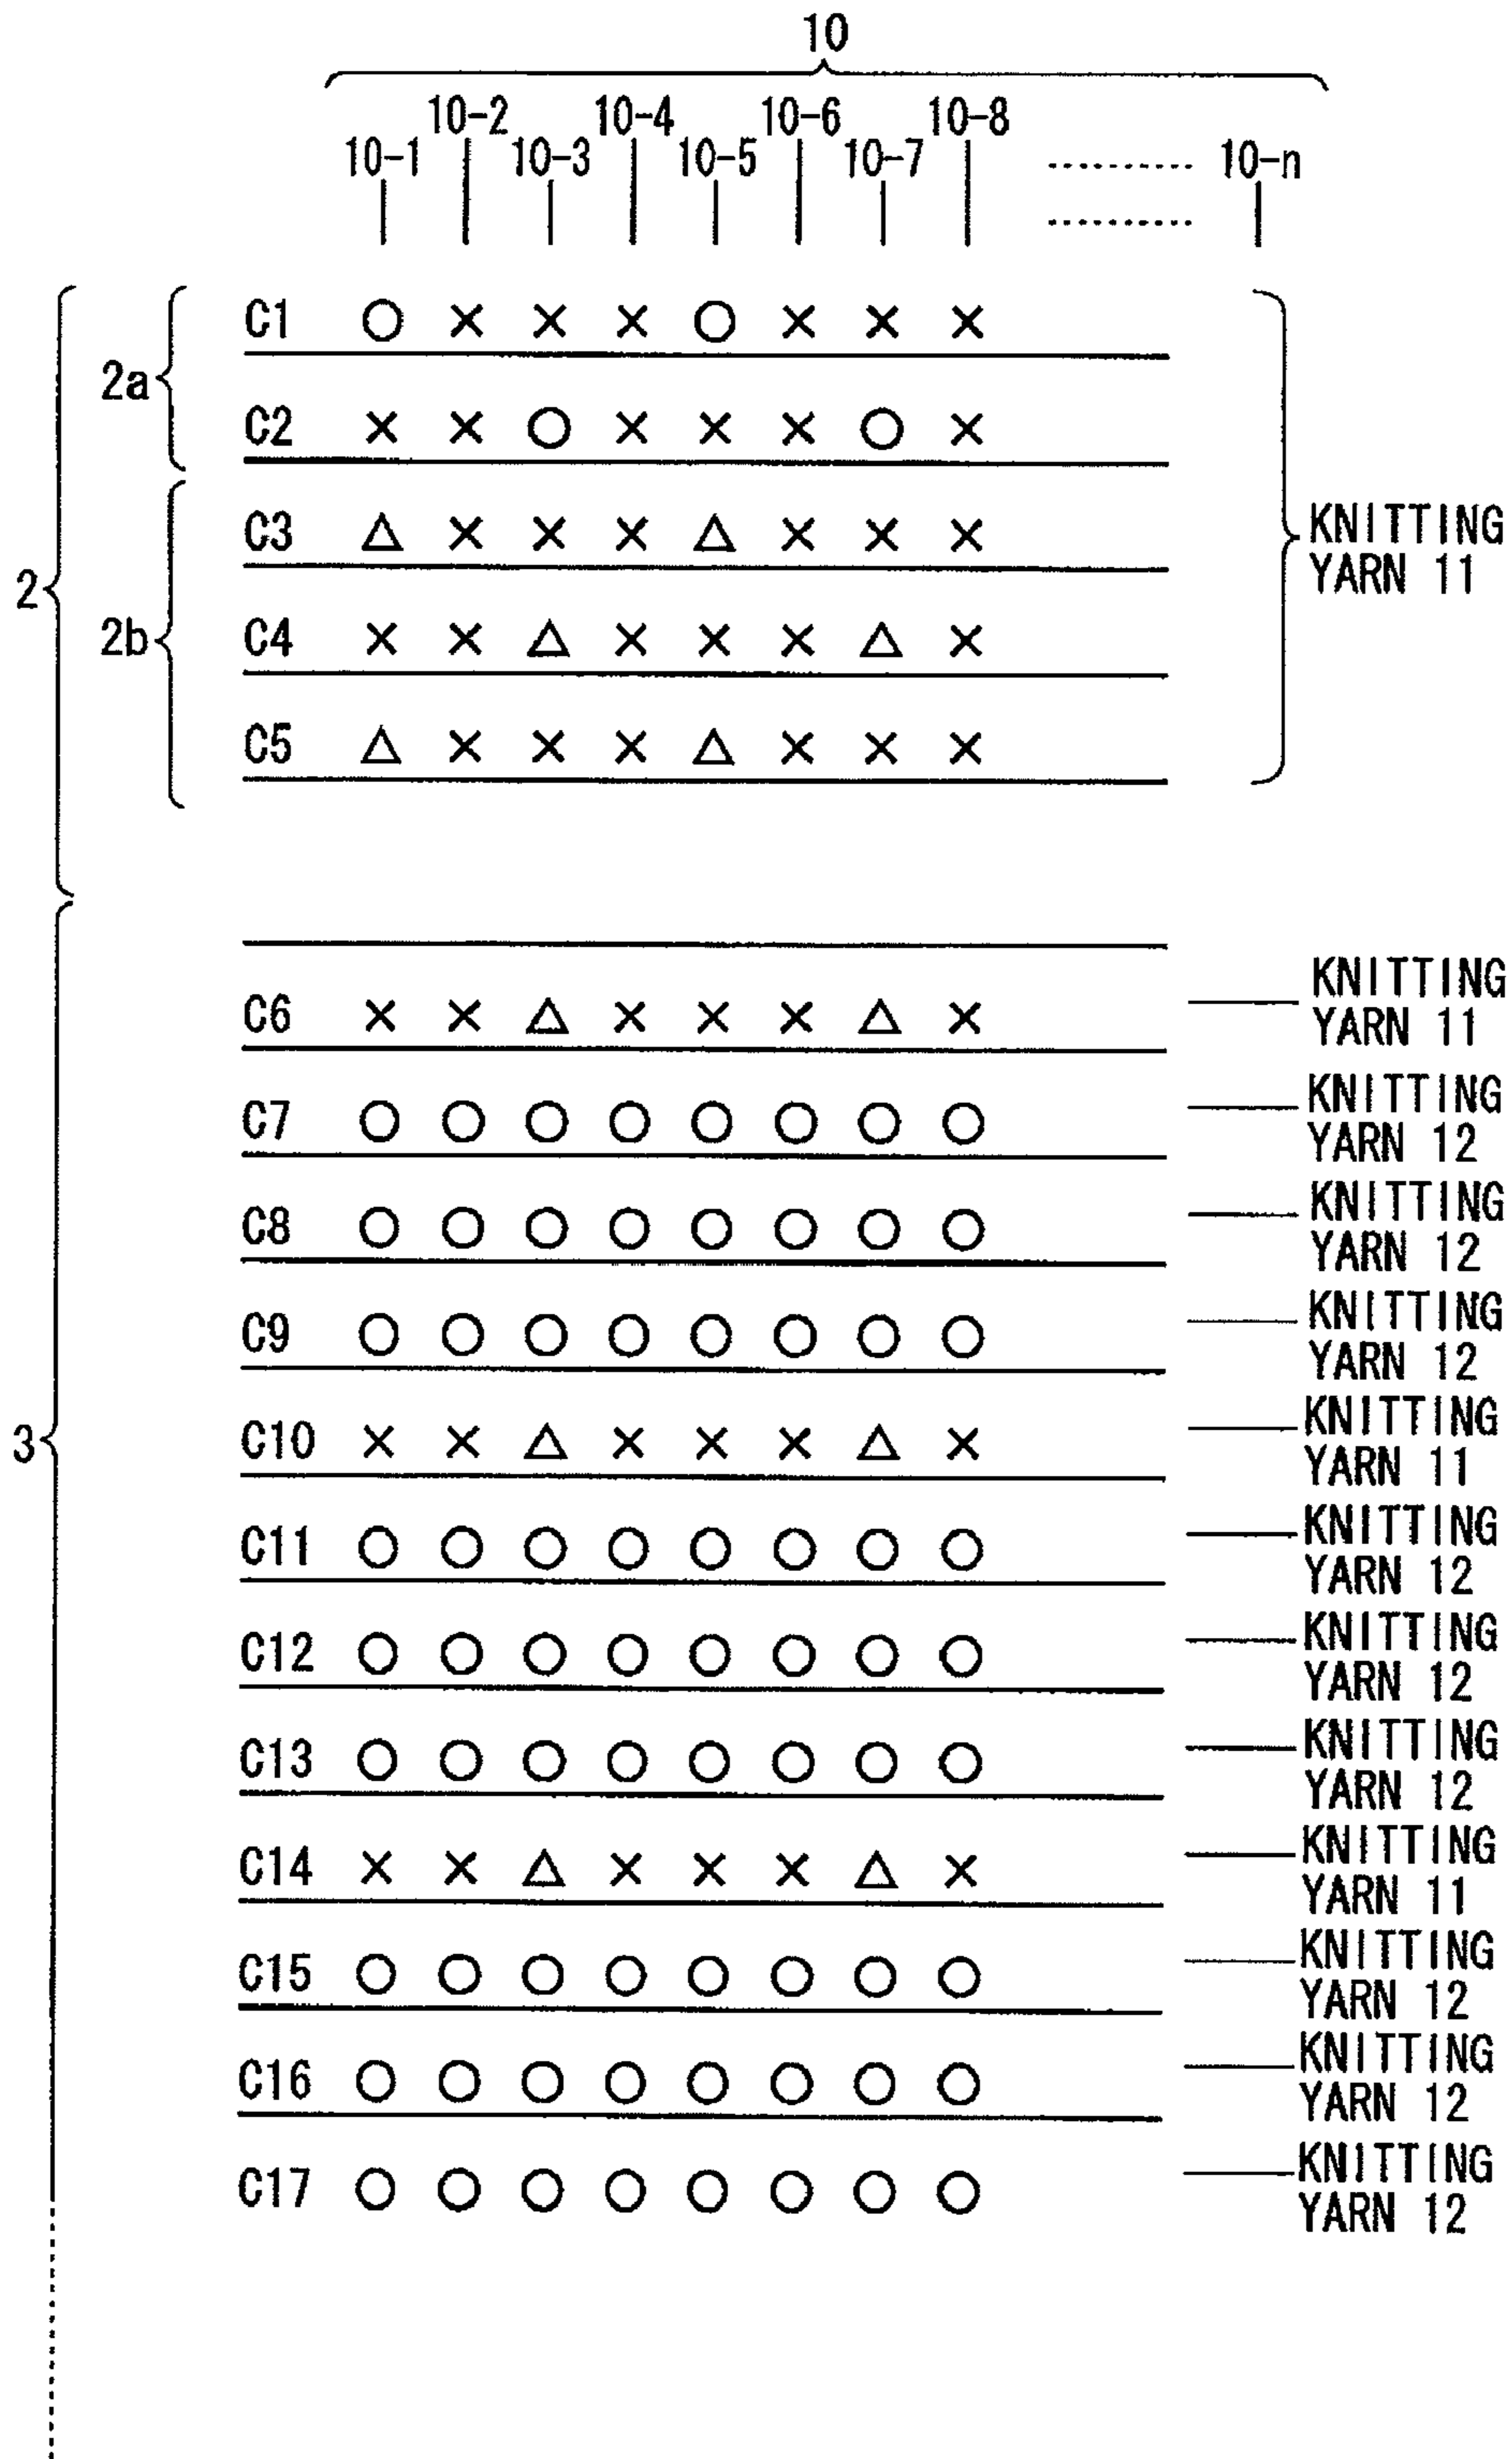 10
10-2 10-4 10-6 10-8
10-1 10-3 10-5 10-7 10-n
C1 ○ × × × ○ × × ×
2a
C2 × × ○ × × × ○ ×
C3 △ × × × △ × × ×
KNITTING
YARN 11
2
2b
C4 × × △ × × × △ ×
C5 △ × × × △ × × ×
C6 × × △ × × × △ ×
KNITTING
YARN 11
C7 ○ ○ ○ ○ ○ ○ ○ ○
KNITTING
YARN 12
C8 ○ ○ ○ ○ ○ ○ ○ ○
KNITTING
YARN 12
C9 ○ ○ ○ ○ ○ ○ ○ ○
KNITTING
YARN 12
3
C10 × × △ × × × △ ×
KNITTING
YARN 11
C11 ○ ○ ○ ○ ○ ○ ○ ○
KNITTING
YARN 12
C12 ○ ○ ○ ○ ○ ○ ○ ○
KNITTING
YARN 12
C13 ○ ○ ○ ○ ○ ○ ○ ○
KNITTING
YARN 12
C14 × × △ × × × △ ×
KNITTING
YARN 11
C15 ○ ○ ○ ○ ○ ○ ○ ○
KNITTING
YARN 12
C16 ○ ○ ○ ○ ○ ○ ○ ○
KNITTING
YARN 12
C17 ○ ○ ○ ○ ○ ○ ○ ○
KNITTING
YARN 12